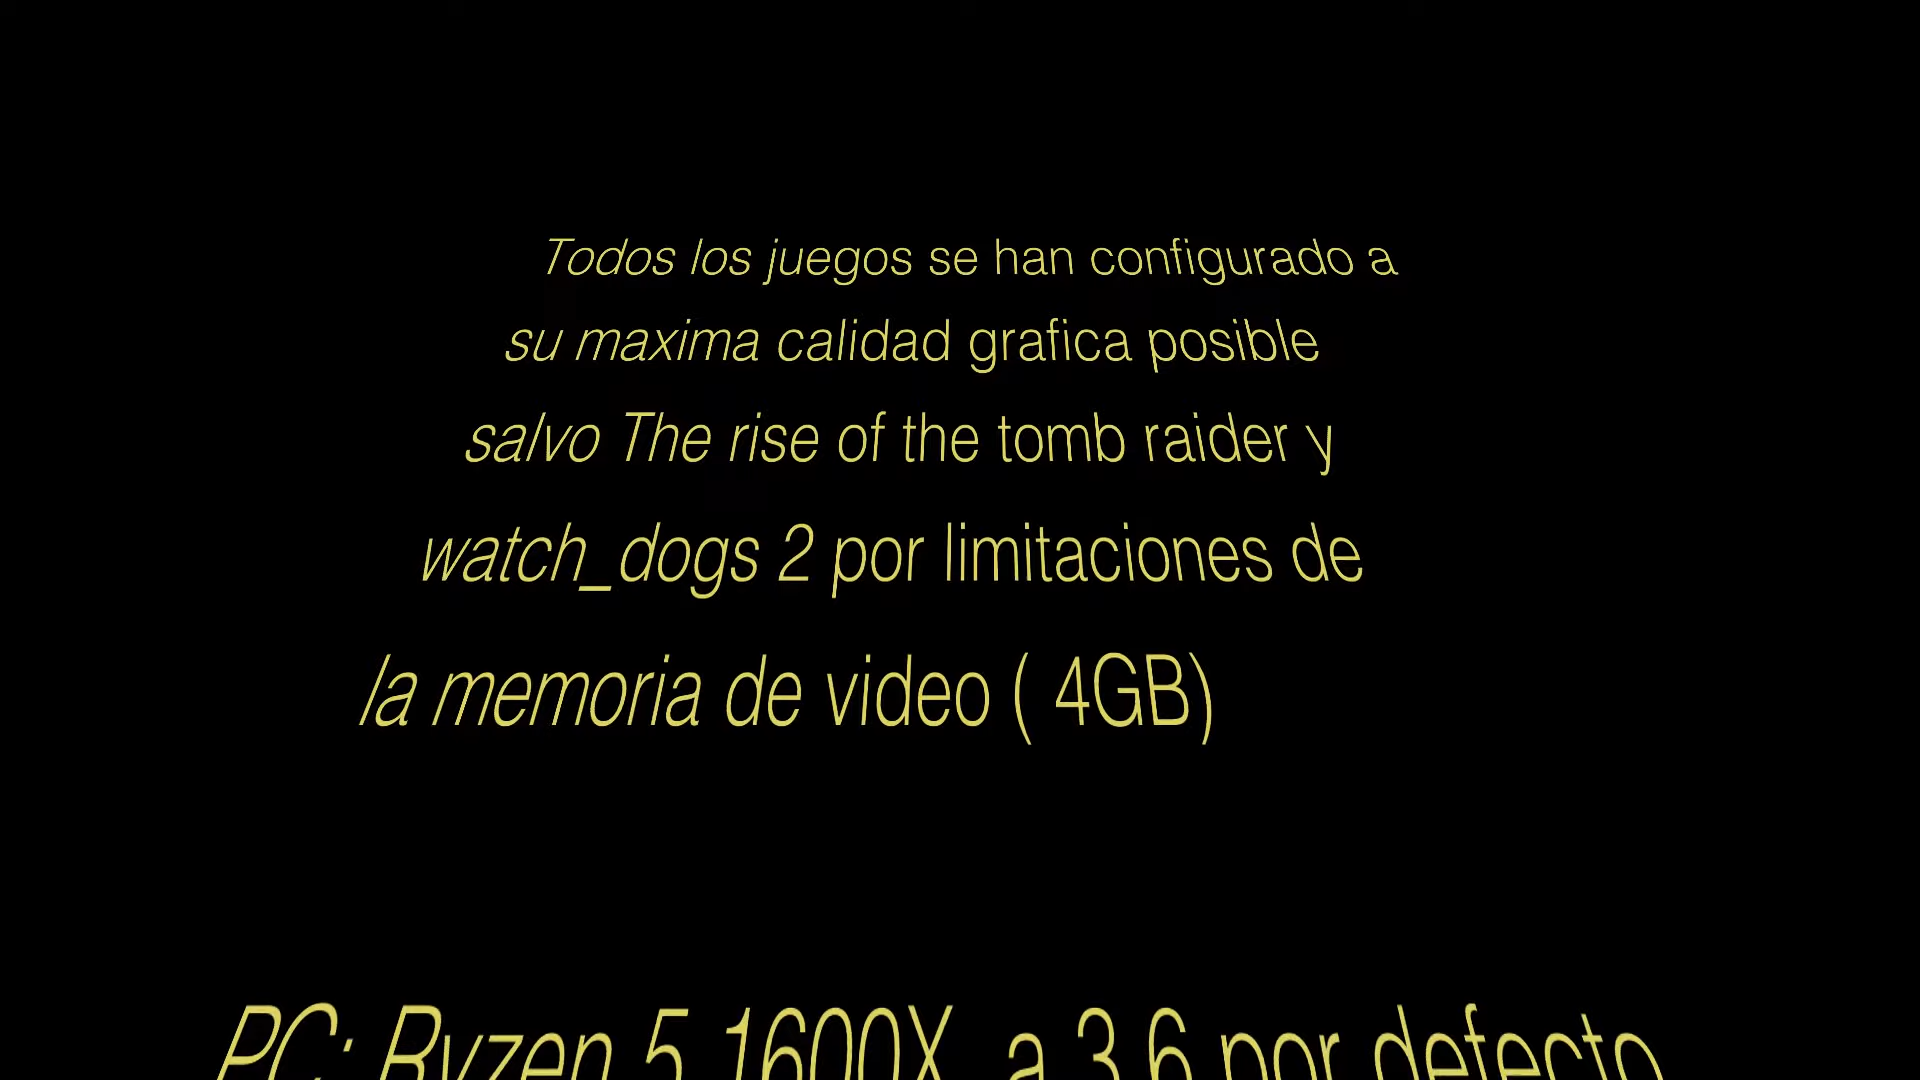 Todos los juegos se han configurado a
su maxima calidad grafica posible
salvo The rise of the tomb raider y
watch_dogs 2 por limitaciones de
la memoria de video ( 4GB)
PC: Ryzen 5 1600X a 3.6 por defecto